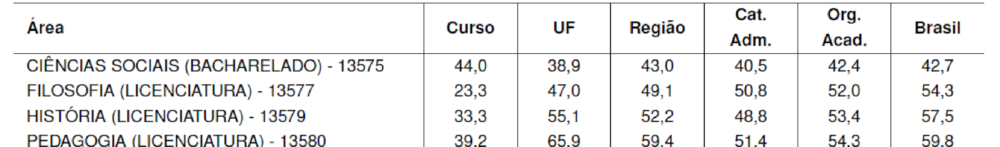 Área Curso UF Região Cat. Adm. Org. Acad. Brasil
CIÊNCIAS SOCIAIS (BACHARELADO) - 13575 44,0 38,9 43,0 40,5 42,4 42,7
FILOSOFIA (LICENCIATURA) - 13577 23,3 47,0 49,1 50,8 52,0 54,3
HISTÓRIA (LICENCIATURA) - 13579 33,3 55,1 52,2 48,8 53,4 57,5
PEDAGOGIA (LICENCIATURA) - 13580 39,2 65,9 59,4 51,4 54,3 59,8